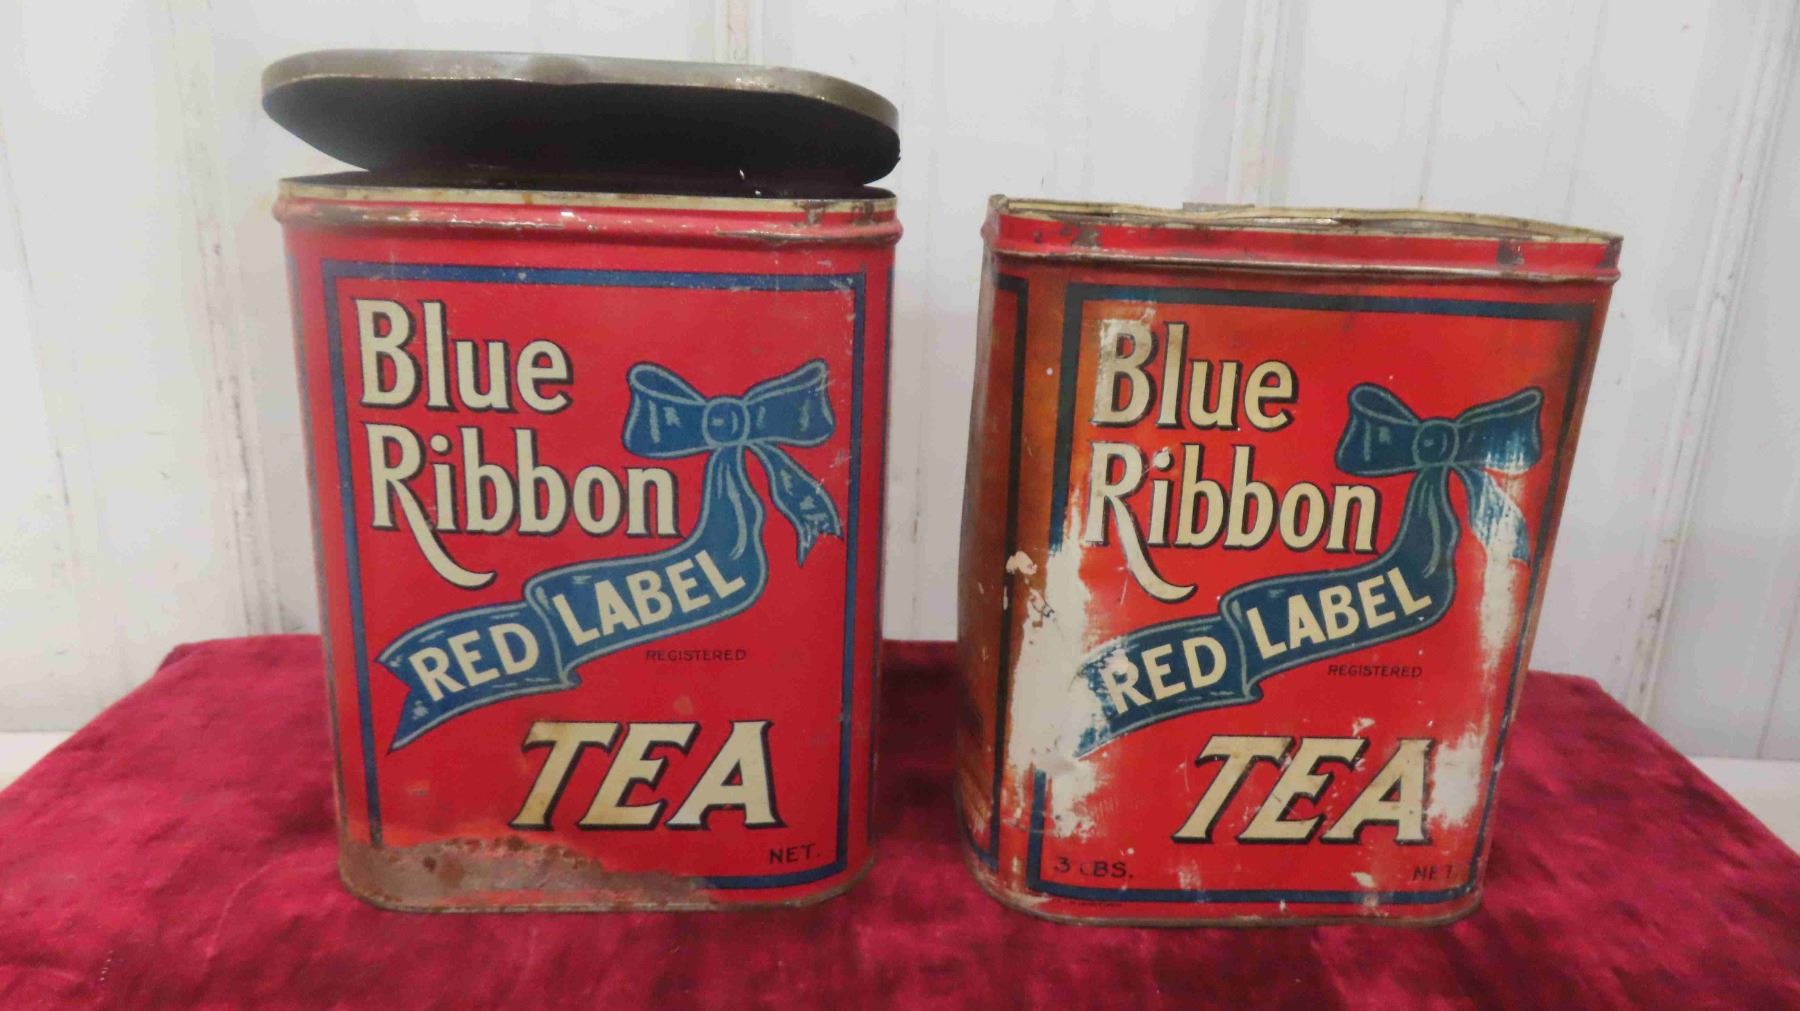 Blue
Ribbon
RED LABEL
REGISTERED
TEA
NET.
Blue
Ribbon
RED LABEL
REGISTERED
TEA
3 LBS. NET.